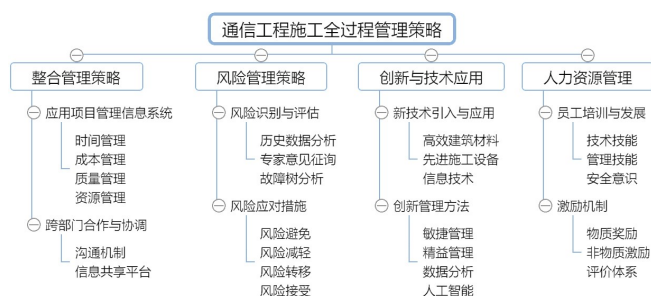 通信工程施工全过程管理策略
整合管理策略
应用项目管理信息系统
时间管理
成本管理
质量管理
资源管理
跨部门合作与协调
沟通机制
信息共享平台
风险管理策略
风险识别与评估
历史数据分析
专家意见征询
故障树分析
风险应对措施
风险避免
风险减轻
风险转移
风险接受
创新与技术应用
新技术引入与应用
高效建筑材料
先进施工设备
信息技术
创新管理方法
敏捷管理
精益管理
数据分析
人工智能
人力资源管理
员工培训与发展
技术技能
管理技能
安全意识
激励机制
物质奖励
非物质激励
评价体系